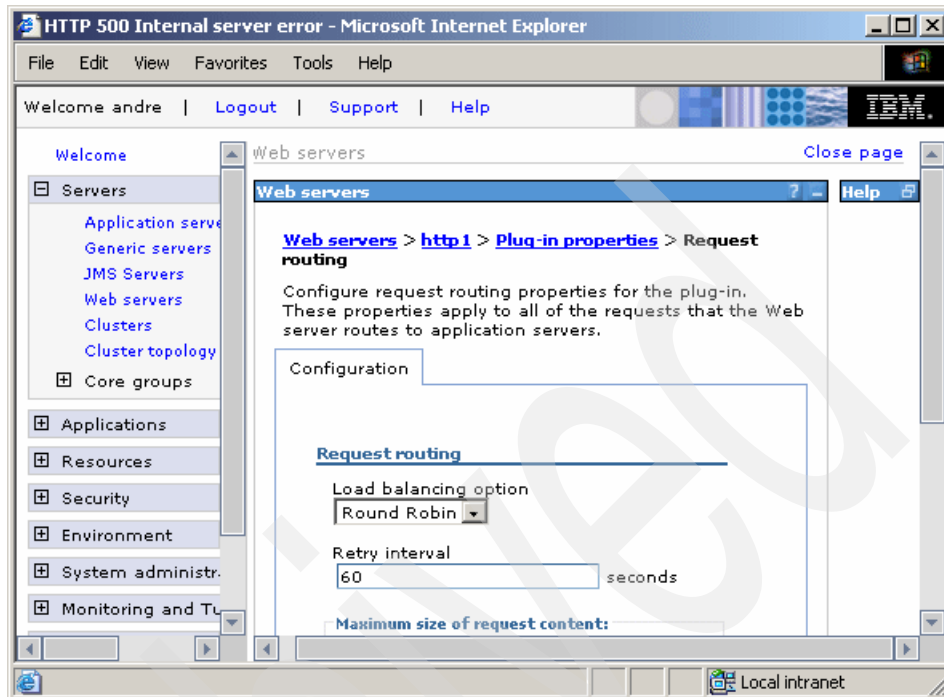 HTTP 500 Internal server error - Microsoft Internet Explorer
File Edit View Favorites Tools Help
Welcome andre | Logout | Support | Help
IBM.
Welcome
Web servers
Close page
Servers
Web servers
? –
Help
Application serve
Generic servers
JMS Servers
Web servers
Clusters
Cluster topology
Core groups
Applications
Resources
Security
Environment
System administr
Monitoring and Tu
Web servers > http1 > Plug-in properties > Request
routing
Configure request routing properties for the plug-in.
These properties apply to all of the requests that the Web
server routes to application servers.
Configuration
Request routing
Load balancing option
Round Robin
Retry interval
60 seconds
Maximum size of request content:
Local intranet